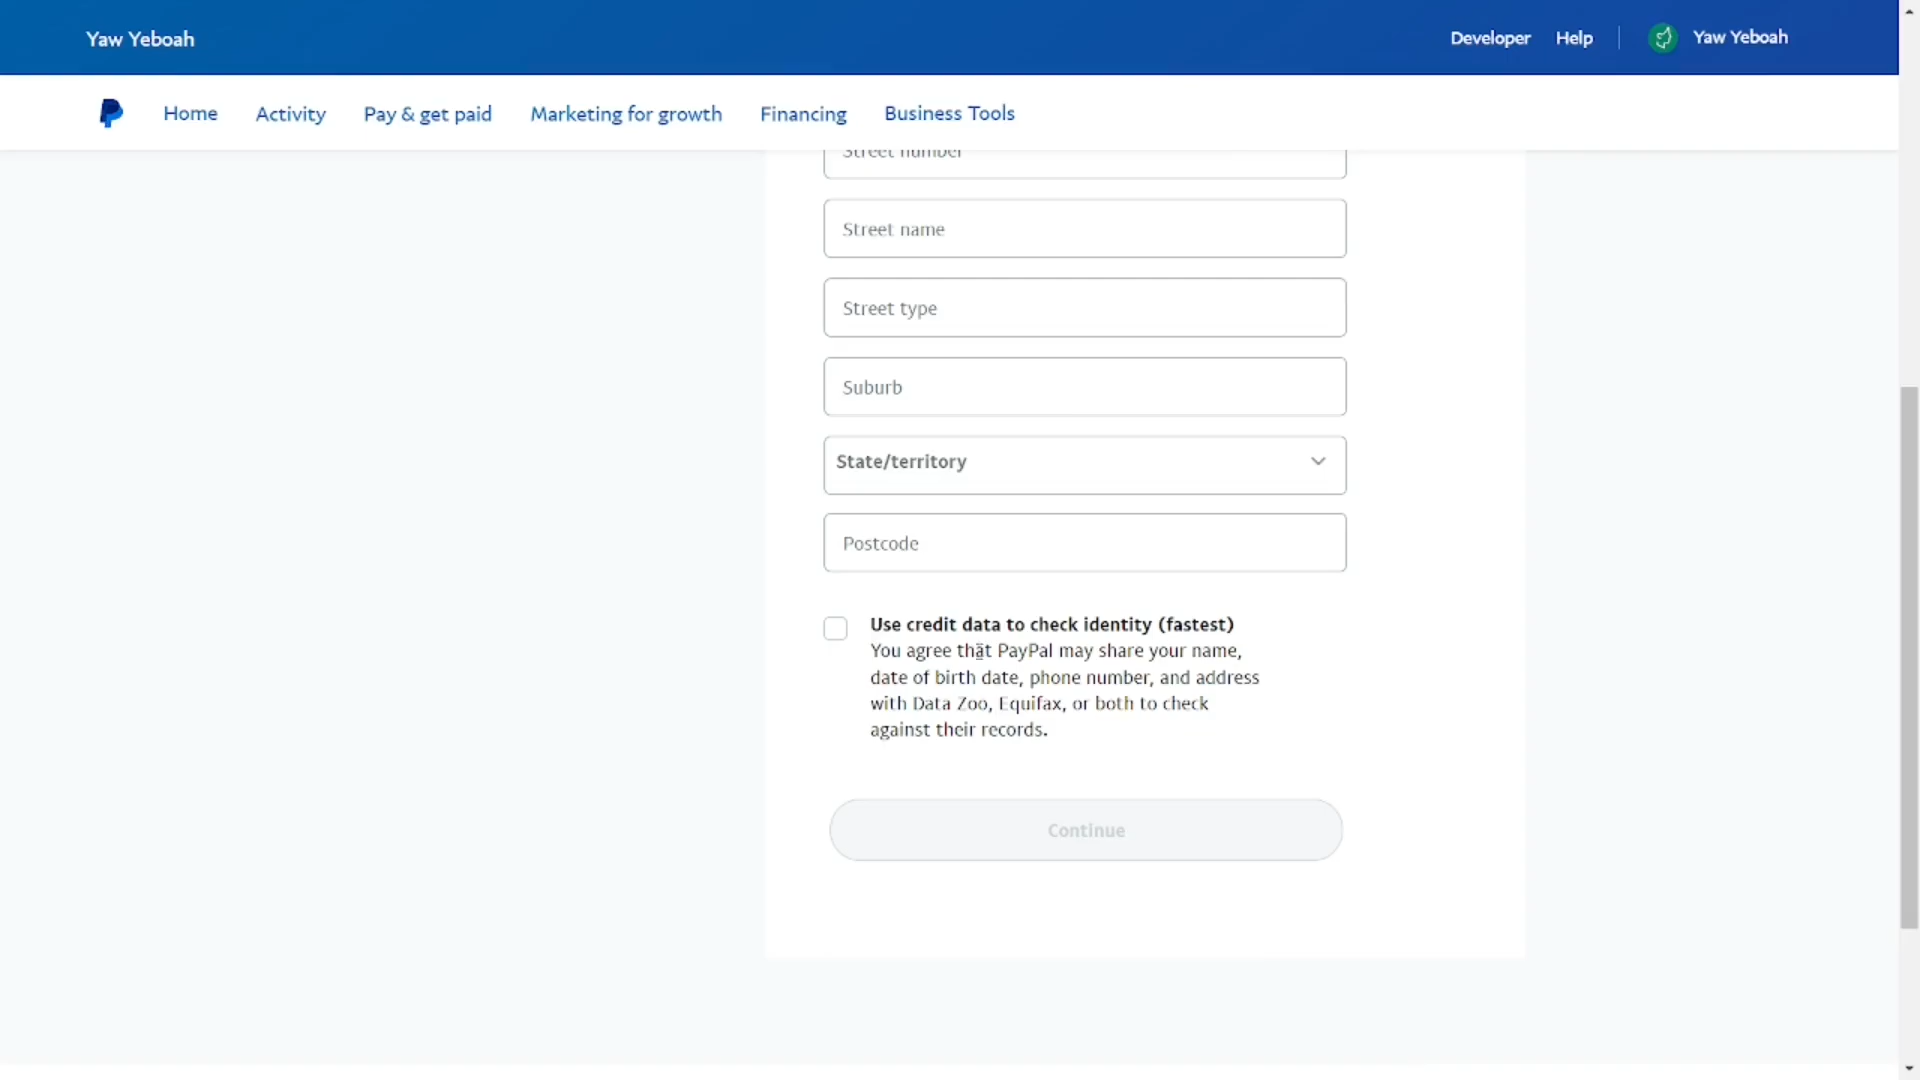 Yaw Yeboah
Developer Help Yaw Yeboah
Home Activity Pay & get paid Marketing for growth Financing Business Tools
Street number
Street name
Street type
Suburb
State/territory
Postcode
Use credit data to check identity (fastest)
You agree that PayPal may share your name,
date of birth date, phone number, and address
with Data Zoo, Equifax, or both to check
against their records.
Continue